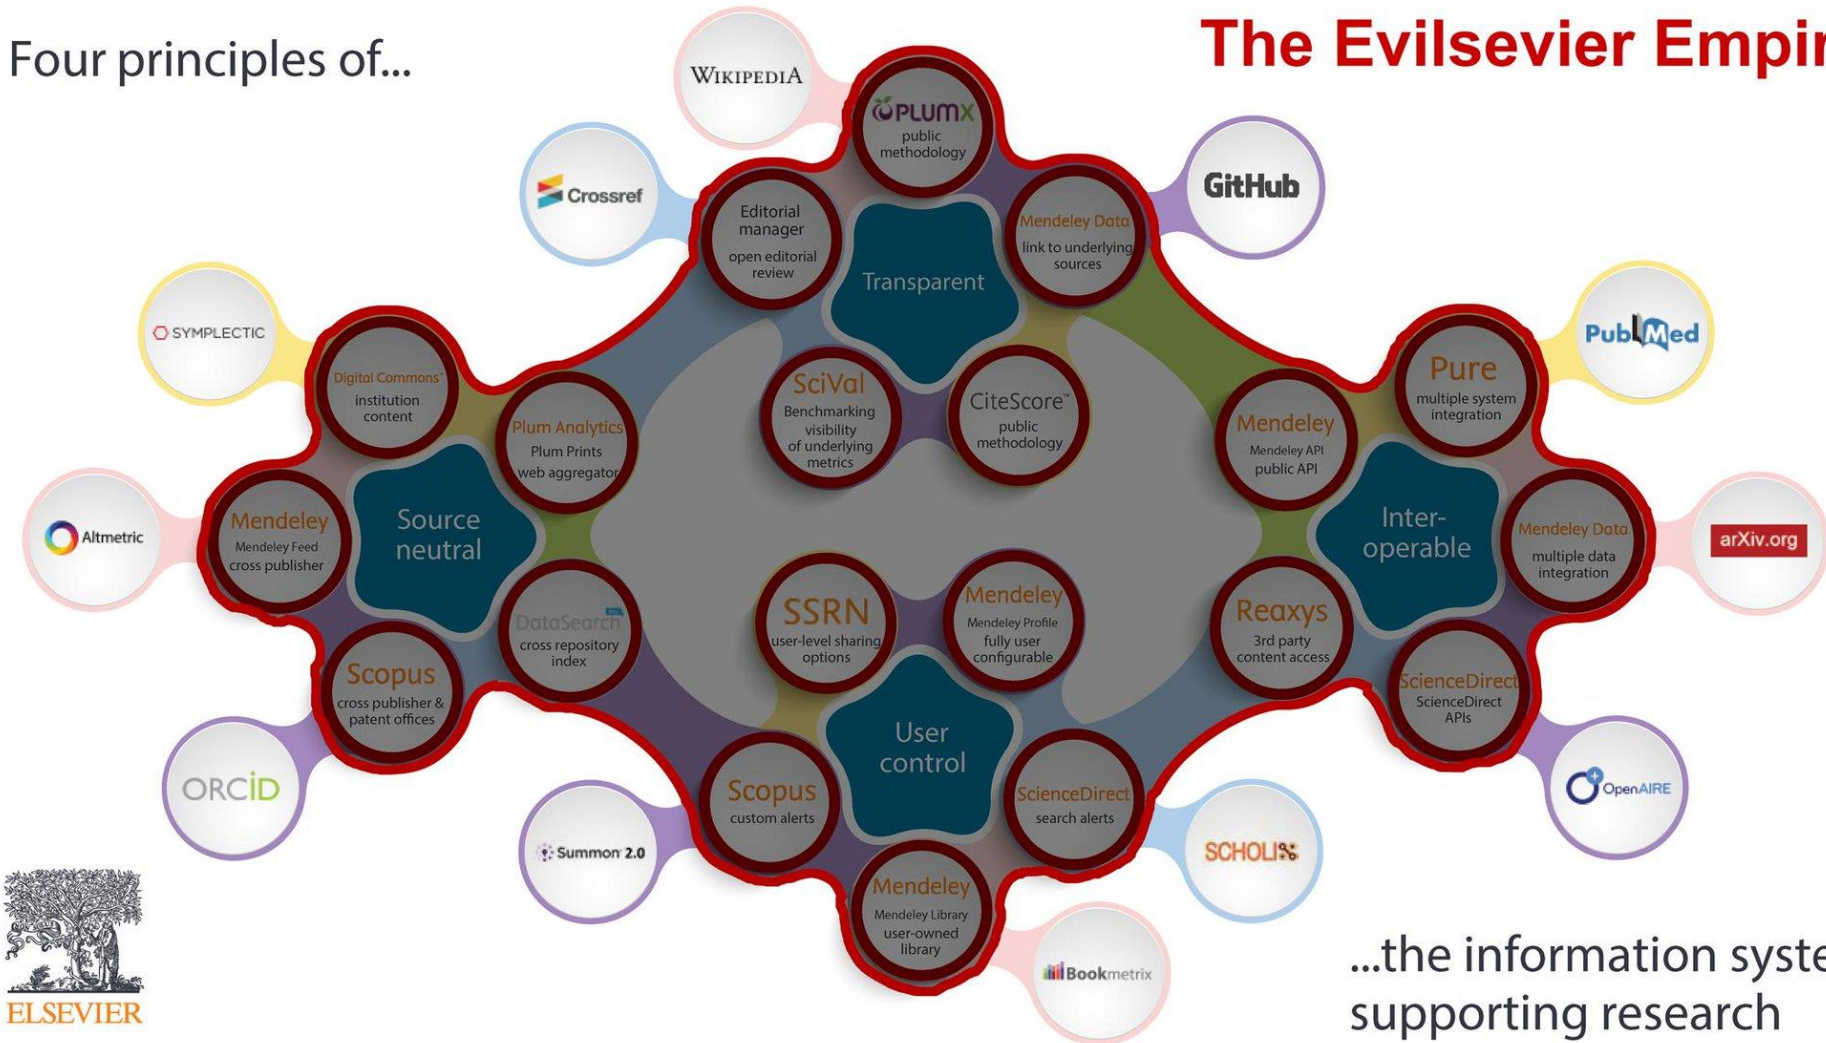 Four principles of...
The Evilsevier Empir
WIKIPEDIA
PLUMX
public
methodology
Crossref
GitHub
Editorial
manager
open editorial
review
Mendeley Data
link to underlying
sources
Transparent
SciVal
Benchmarking
visibility
of underlying
metrics
CiteScore™
public
methodology
SYMPLECTIC
Digital Commons™
institution
content
Plum Analytics
Plum Prints
web aggregator
Altmetric
Mendeley
Mendeley Feed
cross publisher
Source
neutral
DataSearch
cross repository
index
Scopus
cross publisher &
patent offices
ORCID
PubMed
Pure
multiple system
integration
Mendeley
Mendeley API
public API
Inter-
operable
Mendeley Data
multiple data
integration
arXiv.org
Reaxys
3rd party
content access
ScienceDirect
ScienceDirect
APIs
OpenAIRE
SSRN
user-level sharing
options
Mendeley
Mendeley Profile
fully user
configurable
User
control
Scopus
custom alerts
ScienceDirect
search alerts
Summon 2.0
SCHOLIX
Mendeley
Mendeley Library
user-owned
library
Bookmetrix
ELSEVIER
...the information syste
supporting research